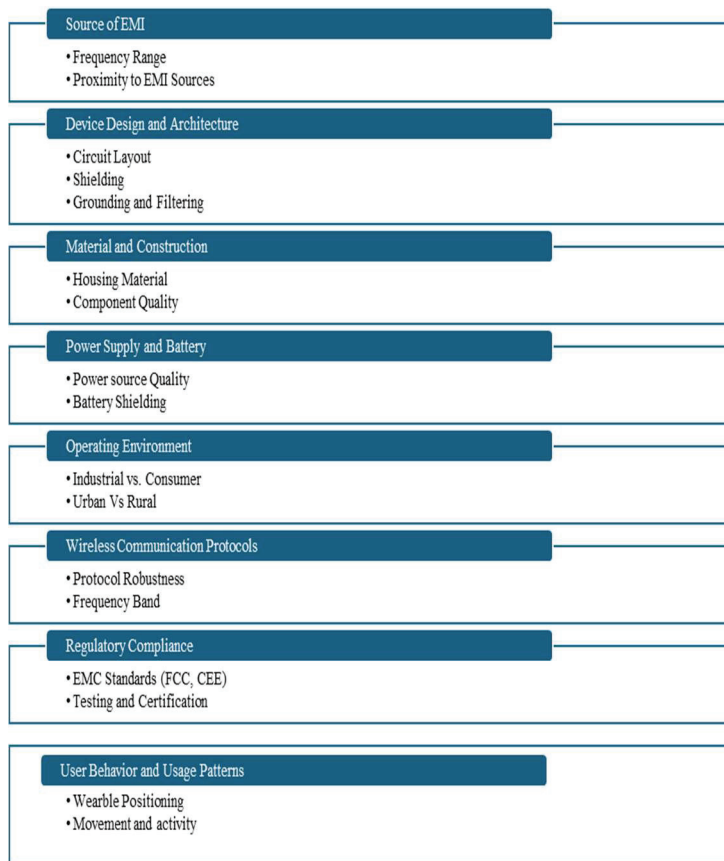 Source of EMI
• Frequency Range
• Proximity to EMI Sources
Device Design and Architecture
• Circuit Layout
• Shielding
• Grounding and Filtering
Material and Construction
• Housing Material
• Component Quality
Power Supply and Battery
• Power source Quality
• Battery Shielding
Operating Environment
• Industrial vs. Consumer
• Urban Vs Rural
Wireless Communication Protocols
• Protocol Robustness
• Frequency Band
Regulatory Compliance
• EMC Standards (FCC, CEE)
• Testing and Certification
User Behavior and Usage Patterns
• Wearble Positioning
• Movement and activity